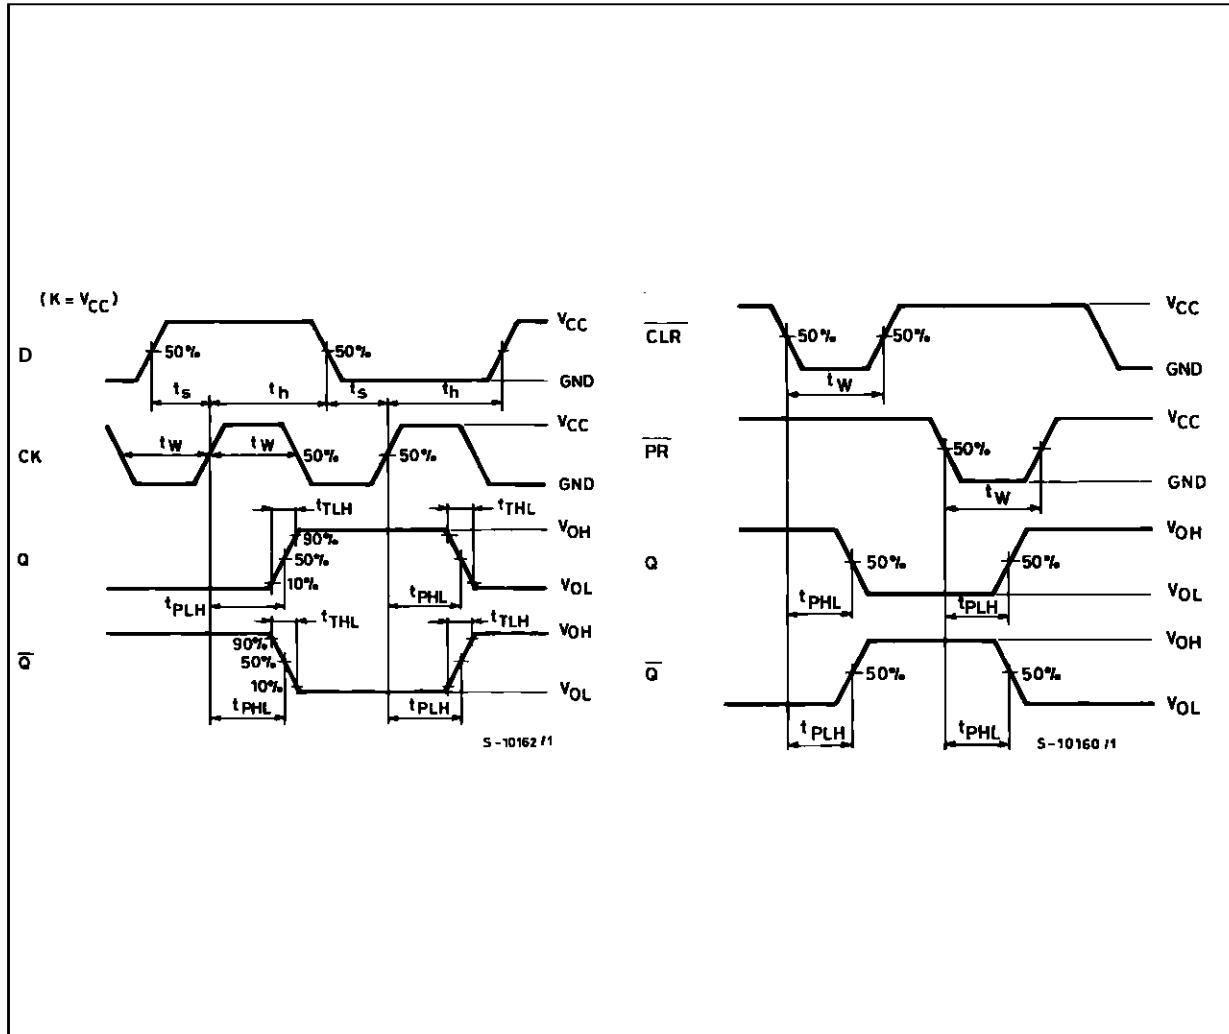 (K = VCC)
D
50%
50%
VCC
GND
ts
th
ts
th
CK
tW
tW
50%
50%
VCC
GND
tTLH
tTHL
Q
90%
50%
10%
VOH
VOL
tPLH
tPHL
tTHL
tTLH
Q̅
90%
50%
10%
VOH
VOL
tPHL
tPLH
S-10162/1
C̅L̅R̅
50%
50%
VCC
GND
tW
P̅R̅
50%
VCC
GND
tW
Q
50%
50%
VOH
VOL
tPHL
tPLH
Q̅
50%
50%
VOH
VOL
tPLH
tPHL
S-10160/1